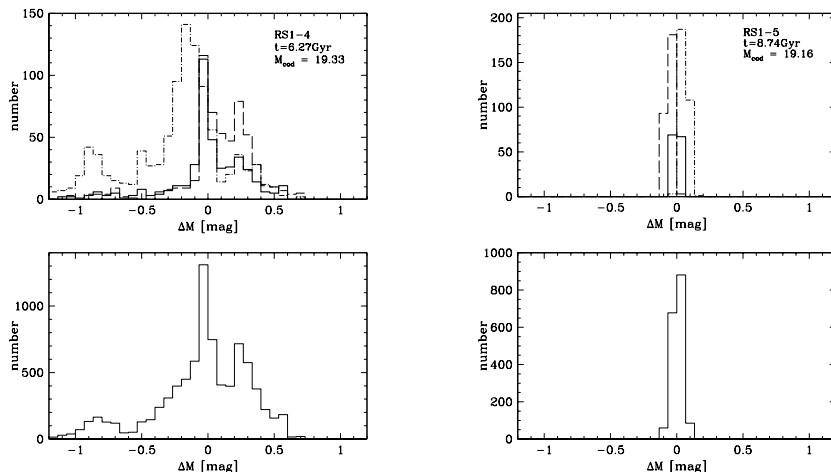 150
100
50
0
number
RS1-4
t=6.27Gyr
M_cod = 19.33
-1 -0.5 0 0.5 1
ΔM [mag]
200
150
100
50
0
number
RS1-5
t=8.74Gyr
M_cod = 19.16
-1 -0.5 0 0.5 1
ΔM [mag]
1000
500
0
number
-1 -0.5 0 0.5 1
ΔM [mag]
1000
800
600
400
200
0
number
-1 -0.5 0 0.5 1
ΔM [mag]